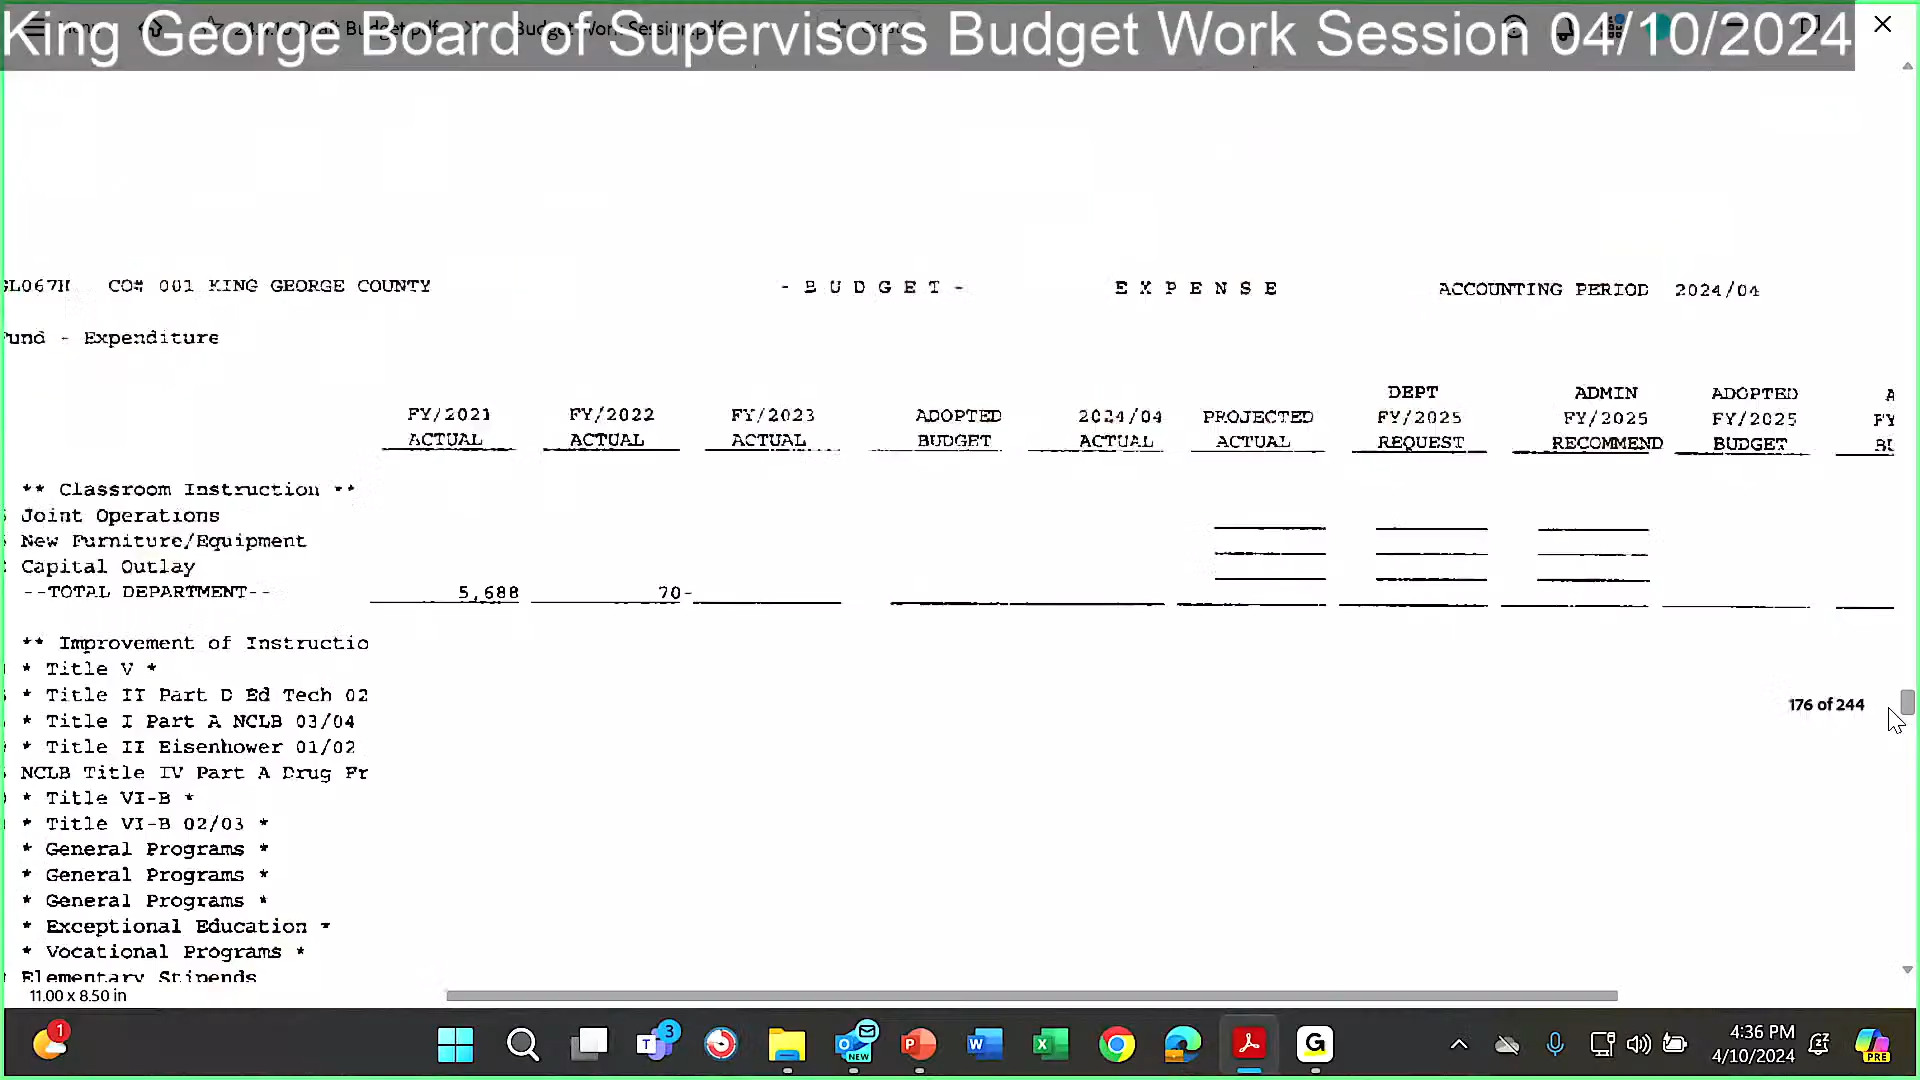 King George Board of Supervisors Budget Work Session 04/10/2024
CO# 001 KING GEORGE COUNTY - B U D G E T - E X P E N S E ACCOUNTING PERIOD 2024/04
- Expenditure
DEPT ADMIN ADOPTED
FY/2021 FY/2022 FY/2023 ADOPTED 2024/04 PROJECTED FY/2025 FY/2025 FY/2025
ACTUAL ACTUAL ACTUAL BUDGET ACTUAL ACTUAL REQUEST RECOMMEND BUDGET
** Classroom Instruction **
Joint Operations
New Furniture/Equipment
Capital Outlay
--TOTAL DEPARTMENT-- 5,688 70-
** Improvement of Instructio
* Title V *
* Title II Part D Ed Tech 02
* Title I Part A NCLB 03/04
* Title II Eisenhower 01/02
NCLB Title IV Part A Drug Fr
* Title VI-B *
* Title VI-B 02/03 *
* General Programs *
* General Programs *
* General Programs *
* Exceptional Education *
* Vocational Programs *
Elementary Stipends
176 of 244
11.00 x 8.50 in
1
3
NEW
4:36 PM
4/10/2024
PRE